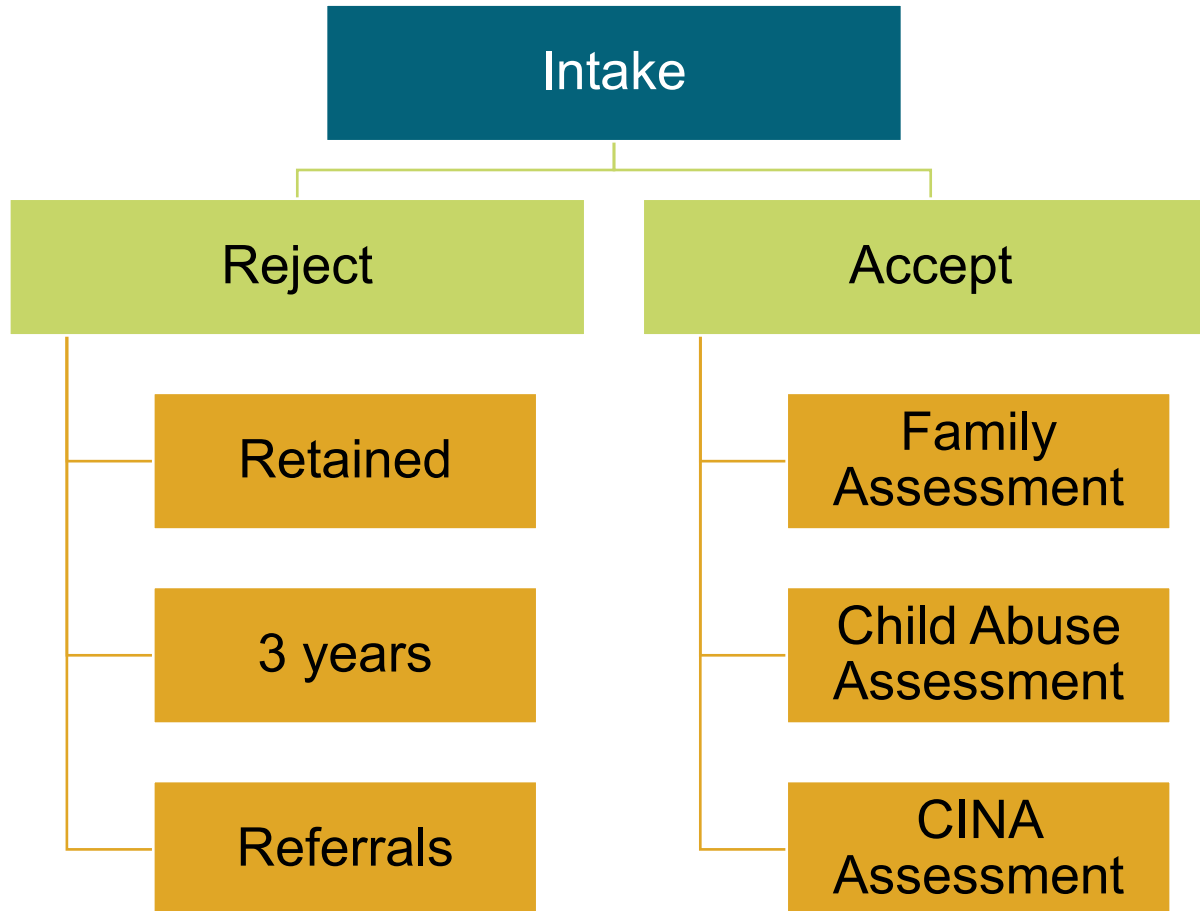 Intake
Reject
Accept
Retained
3 years
Referrals
Family
Assessment
Child Abuse
Assessment
CINA
Assessment